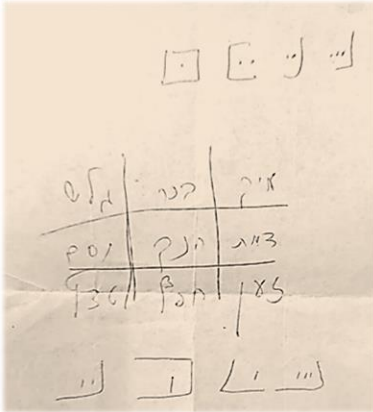 איק בכר גלש
דמת הנך וסם
זען חפף טצץ